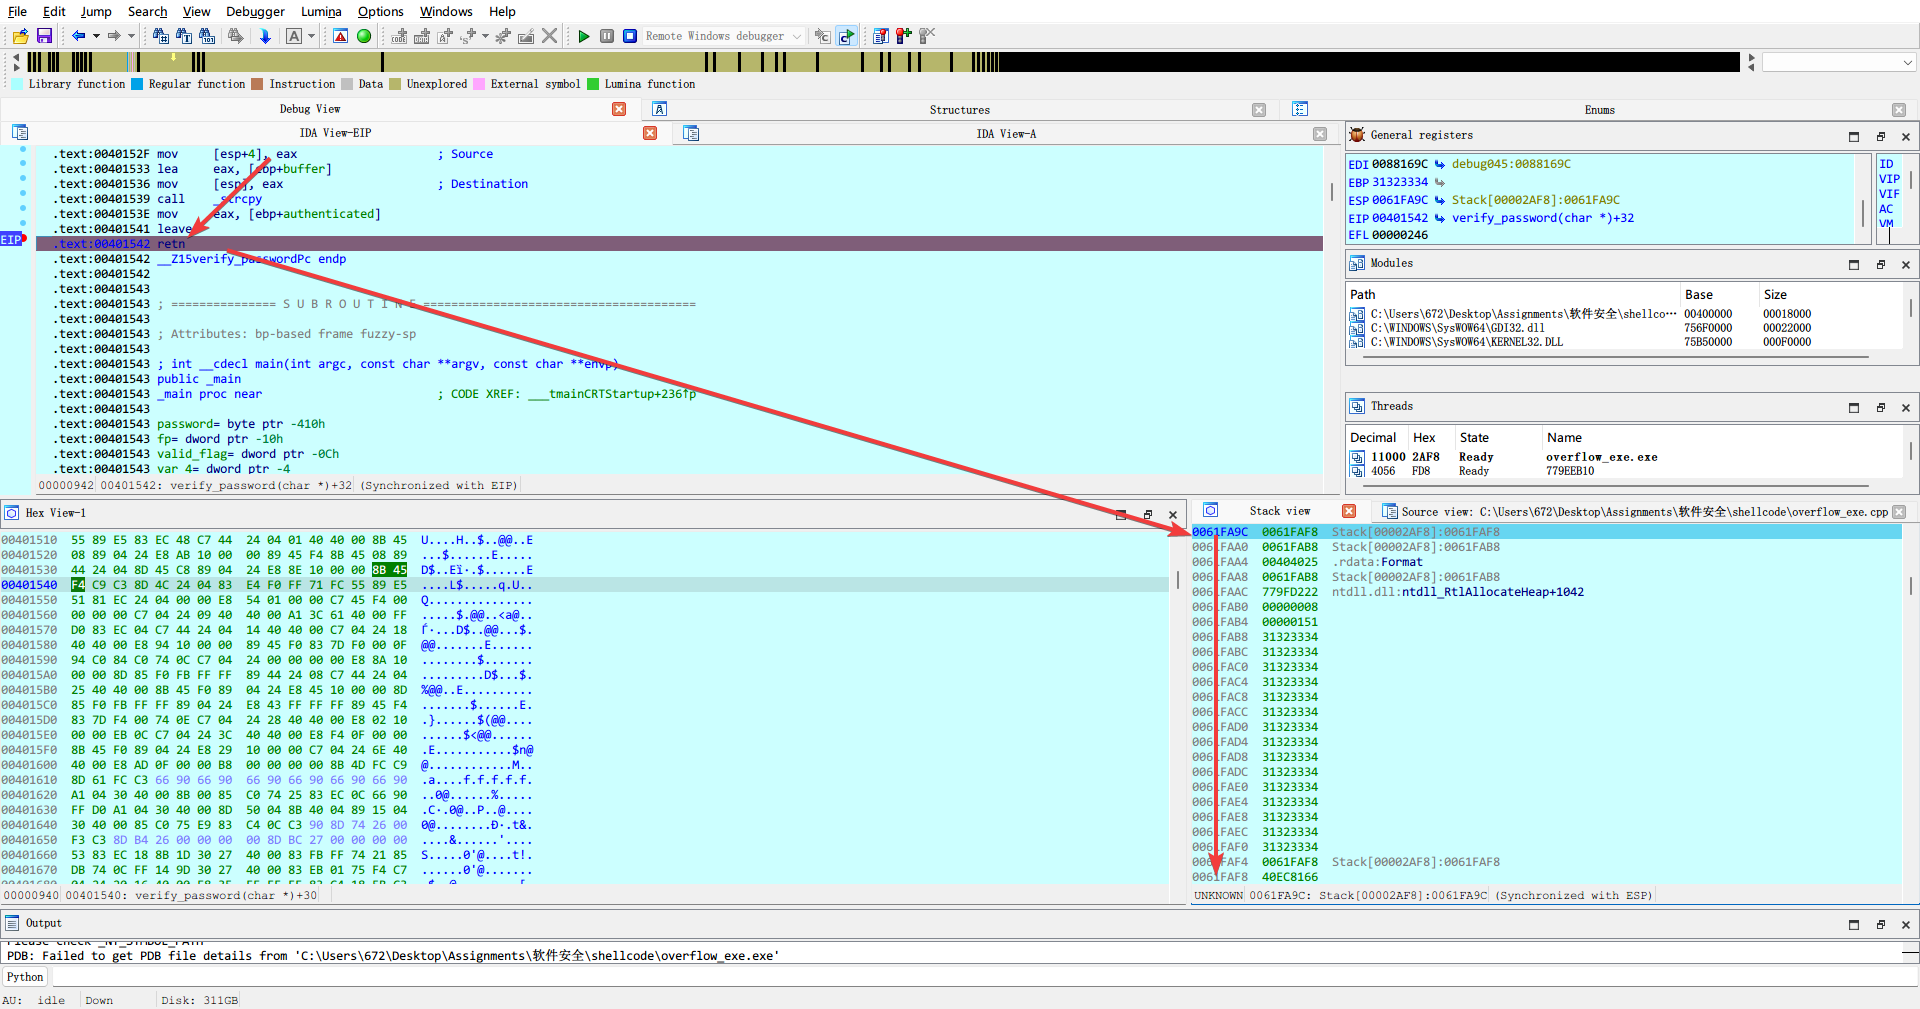 File Edit Jump Search View Debugger Lumina Options Windows Help
Remote Windows debugger
Library function Regular function Instruction Data Unexplored External symbol Lumina function
Debug View Structures Enums
IDA View-EIP IDA View-A
.text:0040152F mov [esp+4], eax ; Source
.text:00401533 lea eax, [ebp+buffer]
.text:00401536 mov [esp], eax ; Destination
.text:00401539 call _strcpy
.text:0040153E mov eax, [ebp+authenticated]
.text:00401541 leave
EIP .text:00401542 retn
.text:00401542 __Z15verify_passwordPc endp
.text:00401542
.text:00401543
.text:00401543 ; =============== S U B R O U T I N E =======================================
.text:00401543
.text:00401543 ; Attributes: bp-based frame fuzzy-sp
.text:00401543
.text:00401543 ; int __cdecl main(int argc, const char **argv, const char **envp)
.text:00401543 public _main
.text:00401543 _main proc near ; CODE XREF: ___tmainCRTStartup+236↑p
.text:00401543
.text:00401543 password= byte ptr -410h
.text:00401543 fp= dword ptr -10h
.text:00401543 valid_flag= dword ptr -0Ch
.text:00401543 var_4= dword ptr -4
00000942 00401542: verify_password(char *)+32 (Synchronized with EIP)
General registers
EDI 0088169C debug045:0088169C
EBP 31323334
ESP 0061FA9C Stack[00002AF8]:0061FA9C
EIP 00401542 verify_password(char *)+32
EFL 00000246
ID
VIP
VIF
AC
VM
Modules
Path Base Size
C:\Users\672\Desktop\Assignments\软件安全\shellco… 00400000 00018000
C:\WINDOWS\SysWOW64\GDI32.dll 756F0000 00022000
C:\WINDOWS\SysWOW64\KERNEL32.DLL 75B50000 000F0000
Threads
Decimal Hex State Name
11000 2AF8 Ready overflow_exe.exe
4056 FD8 Ready 779EEB10
Hex View-1
00401510 55 89 E5 83 EC 48 C7 44 24 04 01 40 40 00 8B 45 U....H..$..@@..E
00401520 08 89 04 24 E8 AB 10 00 00 89 45 F4 8B 45 08 89 ...$......E.....
00401530 44 24 04 8D 45 C8 89 04 24 E8 8E 10 00 00 8B 45 D$..Eï·.$......E
00401540 F4 C9 C3 8D 4C 24 04 83 E4 F0 FF 71 FC 55 89 E5 ....L$.....q.U..
00401550 51 81 EC 24 04 00 00 E8 54 01 00 00 C7 45 F4 00 Q...............
00401560 00 00 00 C7 04 24 09 40 40 00 A1 3C 61 40 00 FF .....$.@@..<a@..
00401570 D0 83 EC 04 C7 44 24 04 14 40 40 00 C7 04 24 18
00401580 40 40 00 E8 94 10 00 00 89 45 F0 83 7D F0 00 0F @@.......E......
00401590 94 C0 84 C0 74 0C C7 04 24 00 00 00 00 E8 8A 10 ........$.......
004015A0 00 00 8D 85 F0 FB FF FF 89 44 24 08 C7 44 24 04 .........D$...$.
004015B0 25 40 40 00 8B 45 F0 89 04 24 E8 45 10 00 00 8D %@@..E..........
004015C0 85 F0 FB FF FF 89 04 24 E8 43 FF FF FF 89 45 F4 .......$......E.
004015D0 83 7D F4 00 74 0E C7 04 24 28 40 40 00 E8 02 10 .}......$(@@....
004015E0 00 00 EB 0C C7 04 24 3C 40 40 00 E8 F4 0F 00 00 ......$<@@......
004015F0 8B 45 F0 89 04 24 E8 29 10 00 00 C7 04 24 6E 40 .E...........$n@
00401600 40 00 E8 AD 0F 00 00 B8 00 00 00 00 8B 4D FC C9 @............M..
00401610 8D 61 FC C3 66 90 66 90 66 90 66 90 66 90 66 90 .a....f.f.f.f.f.
00401620 A1 04 30 40 00 8B 00 85 C0 74 25 83 EC 0C 66 90 ..0@......%.....
00401630 FF D0 A1 04 30 40 00 8D 50 04 8B 40 04 89 15 04 .C·.0@..P..@....
00401640 30 40 00 85 C0 75 E9 83 C4 0C C3 90 8D 74 26 00 0@........Ð·.t&.
00401650 F3 C3 8D B4 26 00 00 00 00 8D BC 27 00 00 00 00 ....&......'....
00401660 53 83 EC 18 8B 1D 30 27 40 00 83 FB FF 74 21 85 S.....0'@....t!.
00401670 DB 74 0C FF 14 9D 30 27 40 00 83 EB 01 75 F4 C7 ......0'@.......
00000940 00401540: verify_password(char *)+30
Stack view Source view: C:\Users\672\Desktop\Assignments\软件安全\shellcode\overflow_exe.cpp
0061FA9C 0061FAF8 Stack[00002AF8]:0061FAF8
0061FAA0 0061FAB8 Stack[00002AF8]:0061FAB8
0061FAA4 00404025 .rdata:Format
0061FAA8 0061FAB8 Stack[00002AF8]:0061FAB8
0061FAAC 779FD222 ntdll.dll:ntdll_RtlAllocateHeap+1042
0061FAB0 00000008
0061FAB4 00000151
0061FAB8 31323334
0061FABC 31323334
0061FAC0 31323334
0061FAC4 31323334
0061FAC8 31323334
0061FACC 31323334
0061FAD0 31323334
0061FAD4 31323334
0061FAD8 31323334
0061FADC 31323334
0061FAE0 31323334
0061FAE4 31323334
0061FAE8 31323334
0061FAEC 31323334
0061FAF0 31323334
0061FAF4 0061FAF8 Stack[00002AF8]:0061FAF8
0061FAF8 40EC8166
UNKNOWN 0061FA9C: Stack[00002AF8]:0061FA9C (Synchronized with ESP)
Output
Please check _NT_SYMBOL_PATH
PDB: Failed to get PDB file details from 'C:\Users\672\Desktop\Assignments\软件安全\shellcode\overflow_exe.exe'
Python
AU: idle Down Disk: 311GB